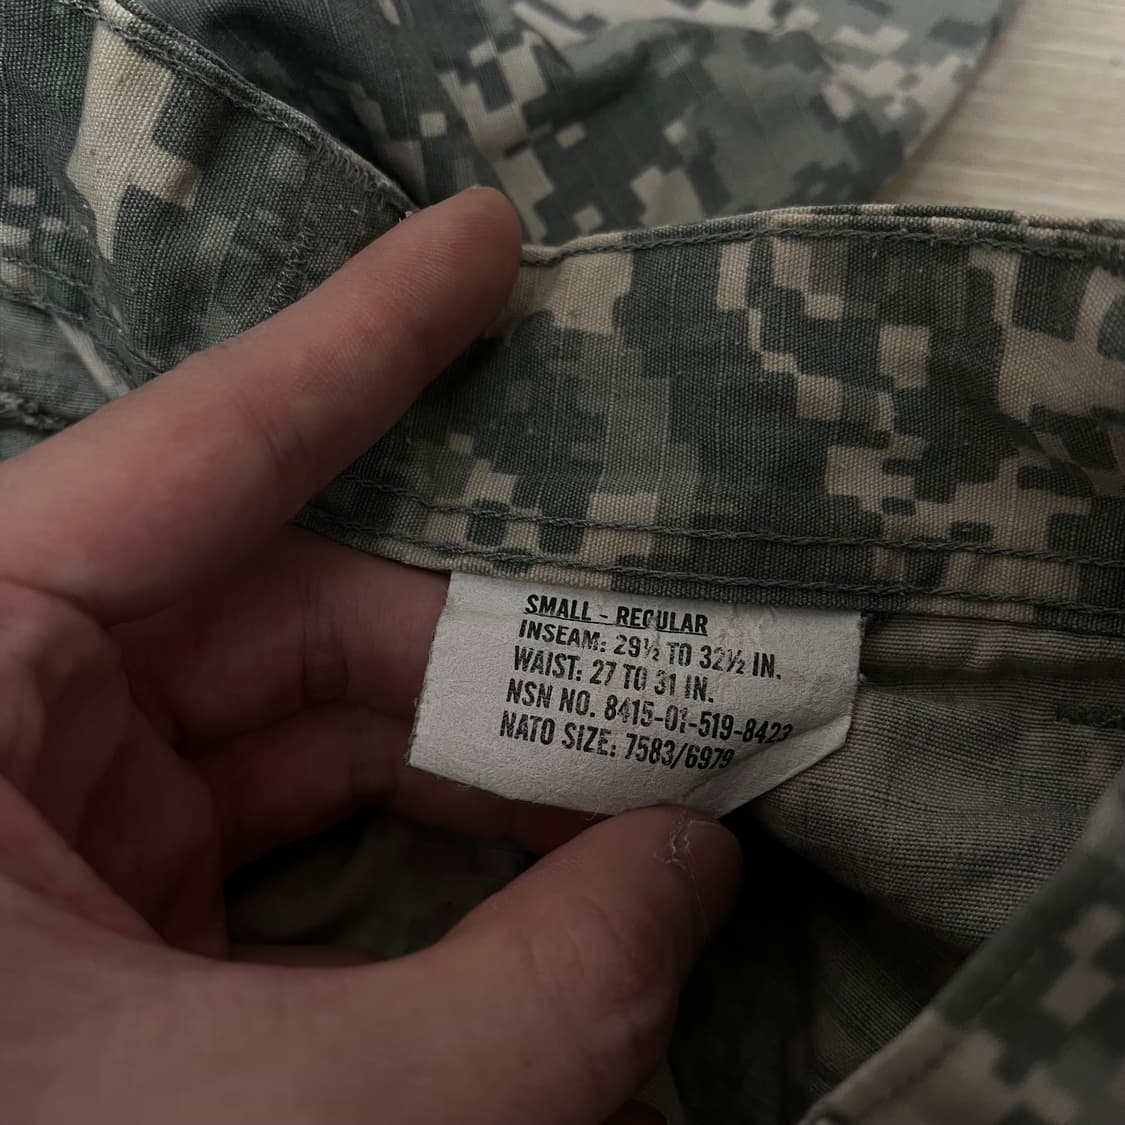 SMALL - REGULAR
INSEAM: 29½ TO 32½ IN.
WAIST: 27 TO 31 IN.
NSN NO. 8415-01-519-8423
NATO SIZE: 7583/6979